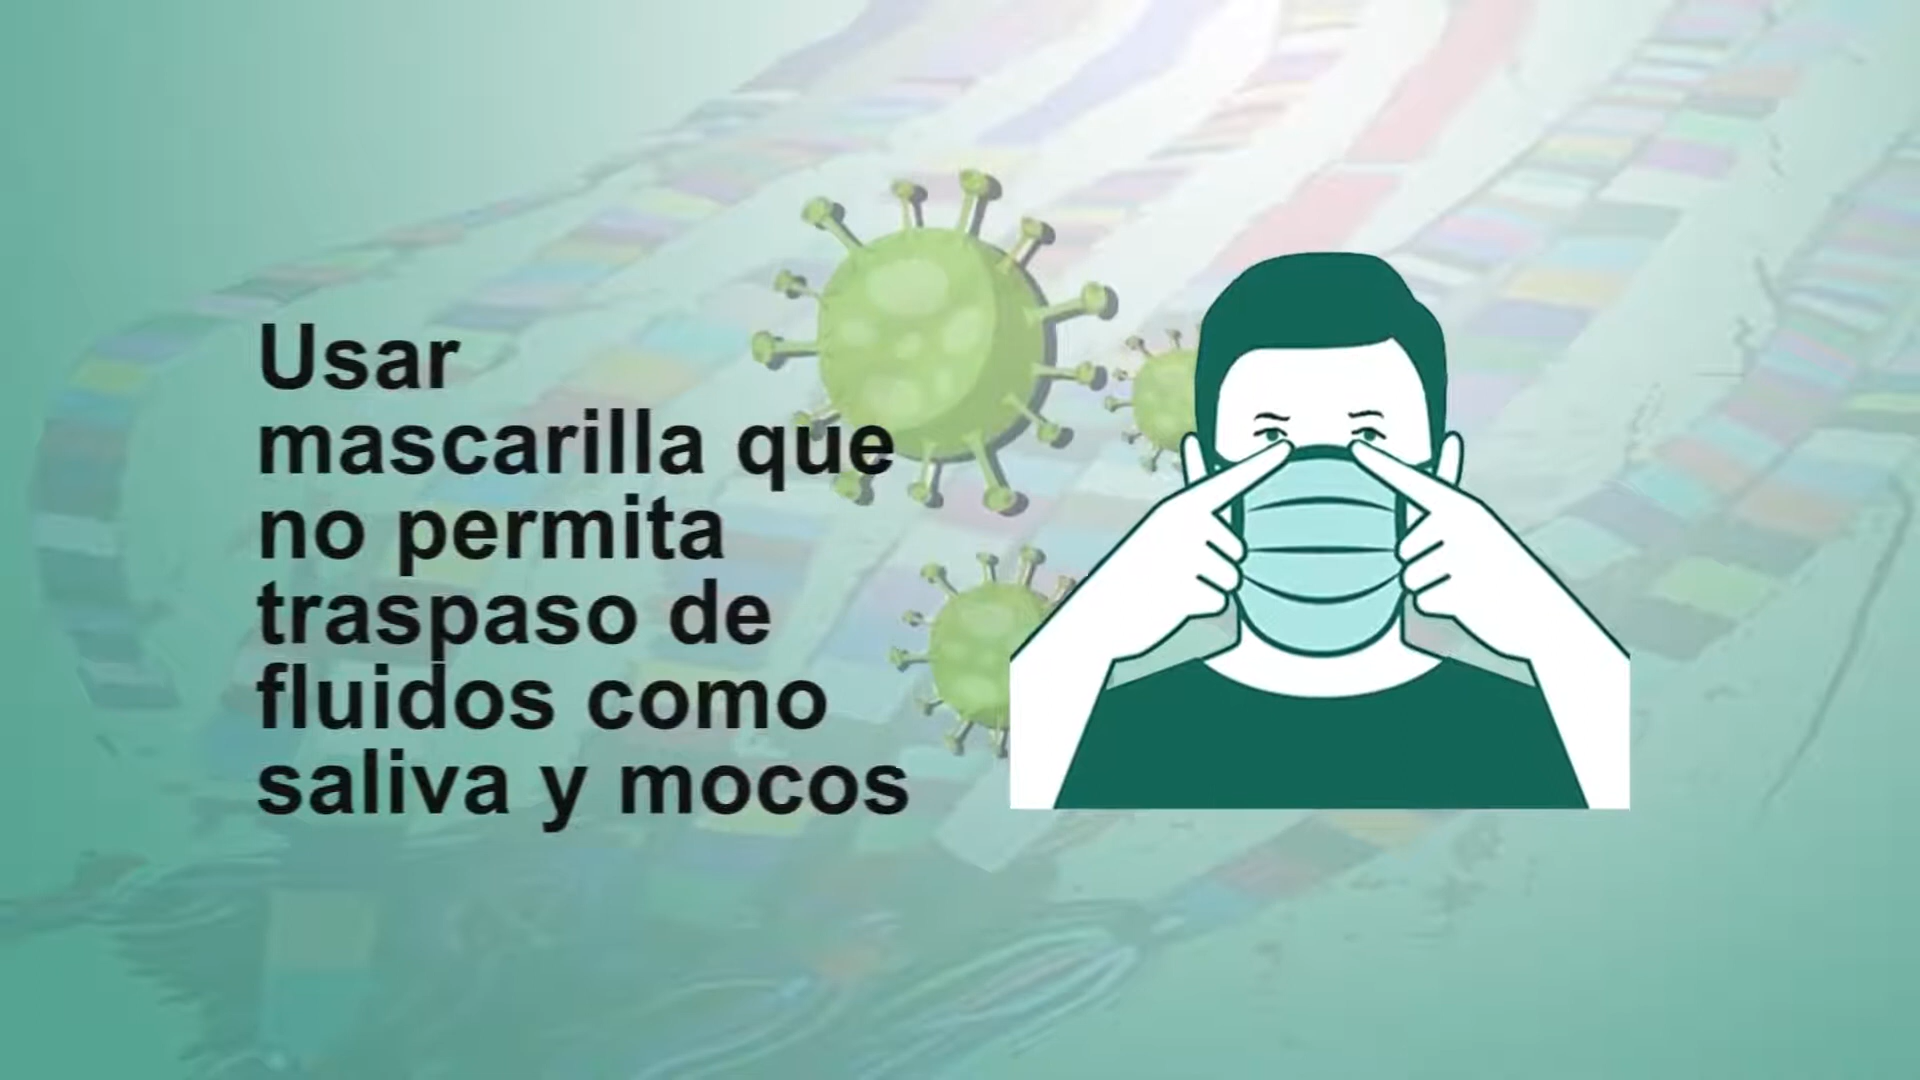 Usar
mascarilla que
no permita
traspaso de
fluidos como
saliva y mocos